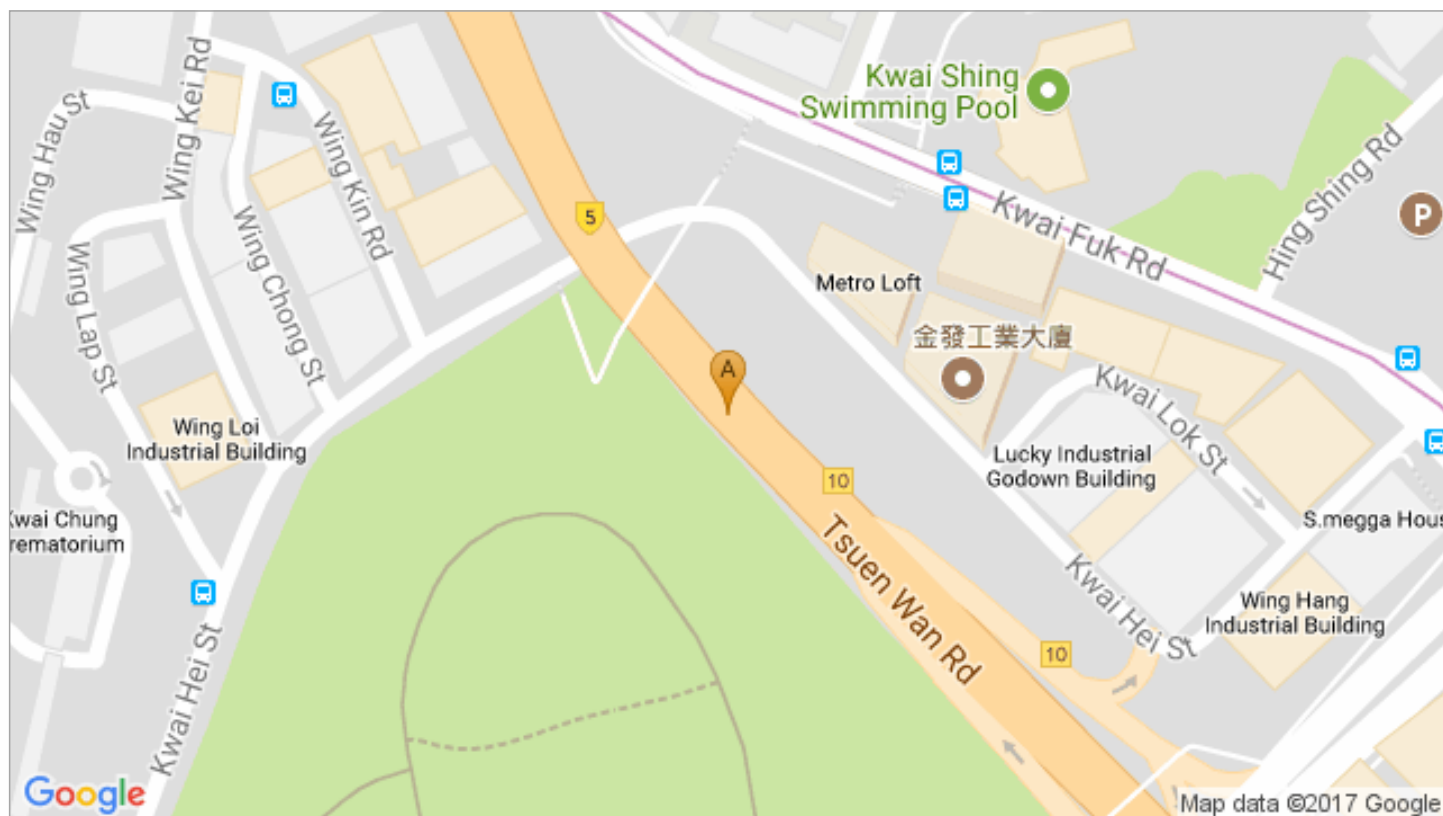 Kwai Shing
Swimming Pool
Wing Hau St
Wing Kei Rd
Wing Kin Rd
Hing Shing Rd
P
5
Kwai Fuk Rd
Wing Chong St
Wing Lap St
Metro Loft
金發工業大廈
A
Kwai Lok St
Wing Loi
Industrial Building
Lucky Industrial
Godown Building
10
Kwai Chung
rematorium
S.megga Hous
Tsuen Wan Rd
Kwai Hei St
Wing Hang
Industrial Building
10
Kwai Hei St
Google
Map data ©2017 Google